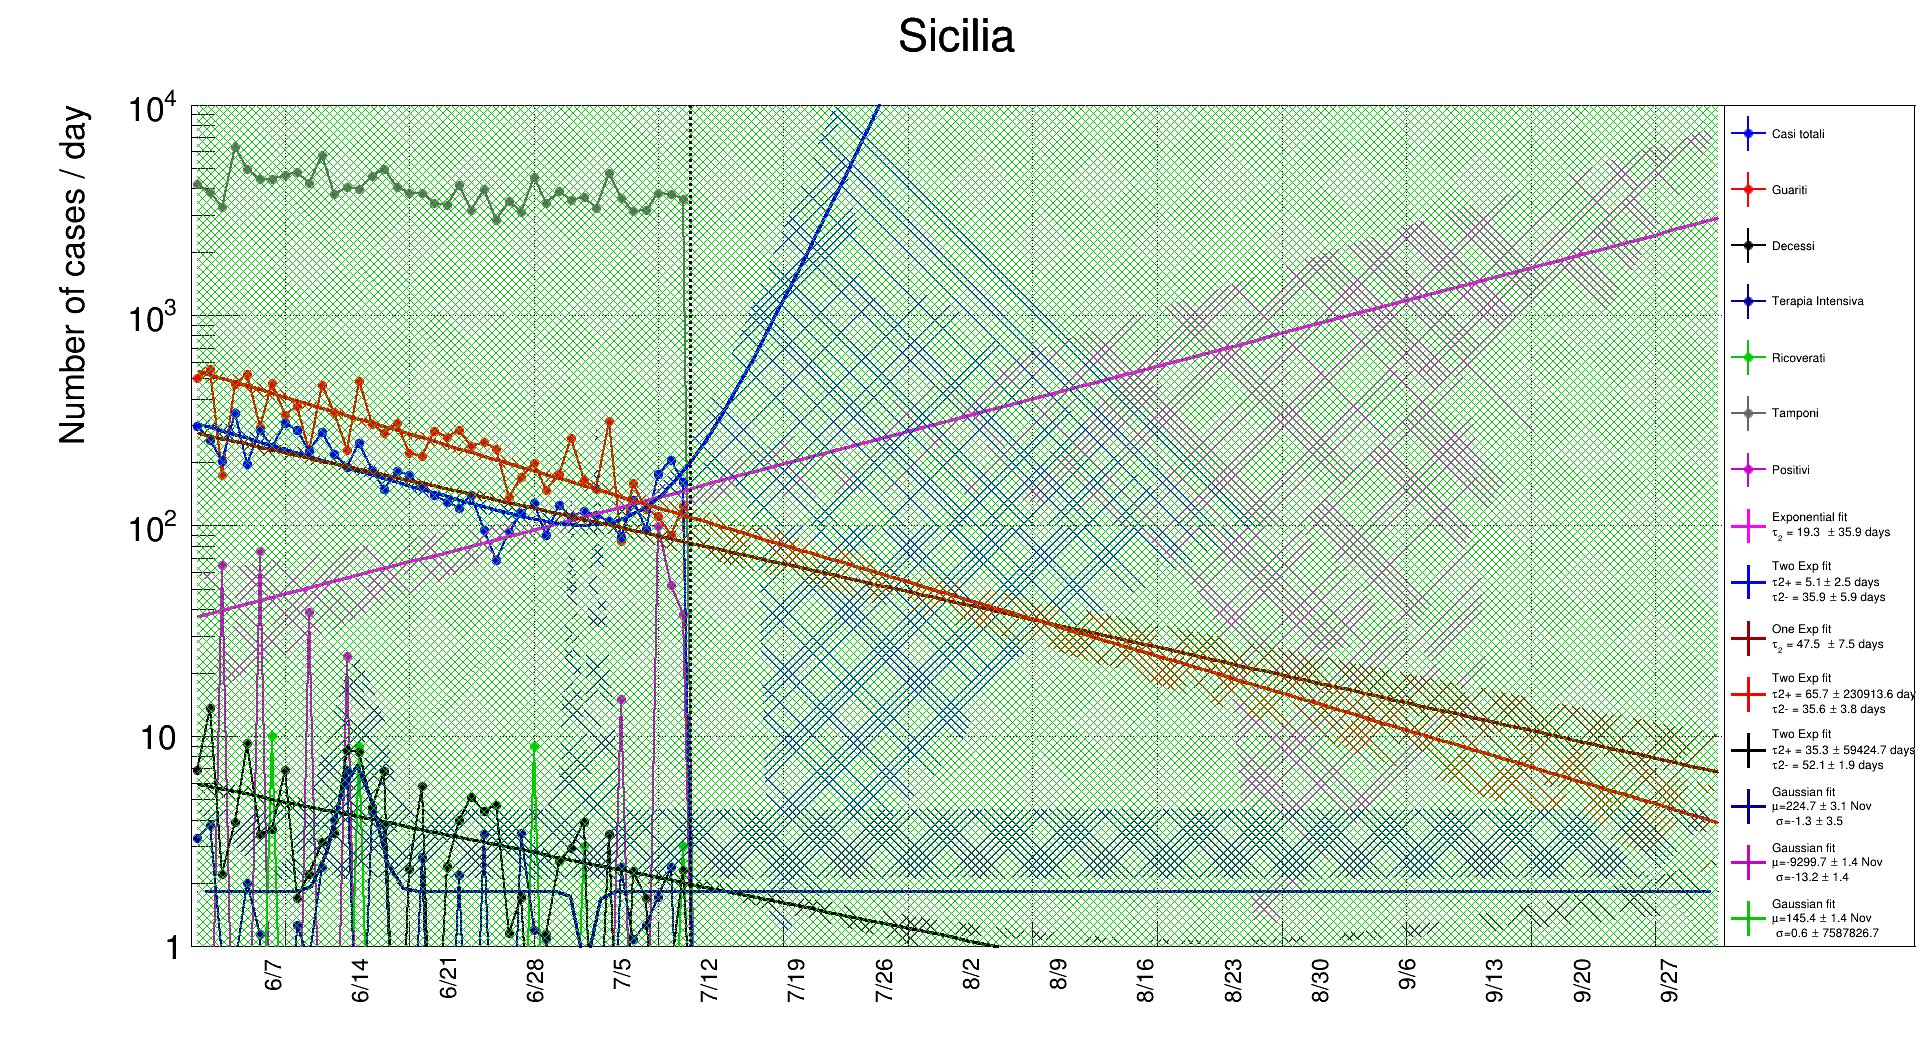 Sicilia
Number of cases / day
10⁴
10³
10²
10
1
6/7
6/14
6/21
6/28
7/5
7/12
7/19
7/26
8/2
8/9
8/16
8/23
8/30
9/6
9/13
9/20
9/27
Casi totali
Guariti
Decessi
Terapia Intensiva
Ricoverati
Tamponi
Positivi
Exponential fit
τ₂ = 19.3 ± 35.9 days
Two Exp fit
τ2+ = 5.1 ± 2.5 days
τ2- = 35.9 ± 5.9 days
One Exp fit
τ₂ = 47.5 ± 7.5 days
Two Exp fit
τ2+ = 65.7 ± 230913.6 day
τ2- = 35.6 ± 3.8 days
Two Exp fit
τ2+ = 35.3 ± 59424.7 days
τ2- = 52.1 ± 1.9 days
Gaussian fit
μ=224.7 ± 3.1 Nov
σ=-1.3 ± 3.5
Gaussian fit
μ=-9299.7 ± 1.4 Nov
σ=-13.2 ± 1.4
Gaussian fit
μ=145.4 ± 1.4 Nov
σ=0.6 ± 7587826.7